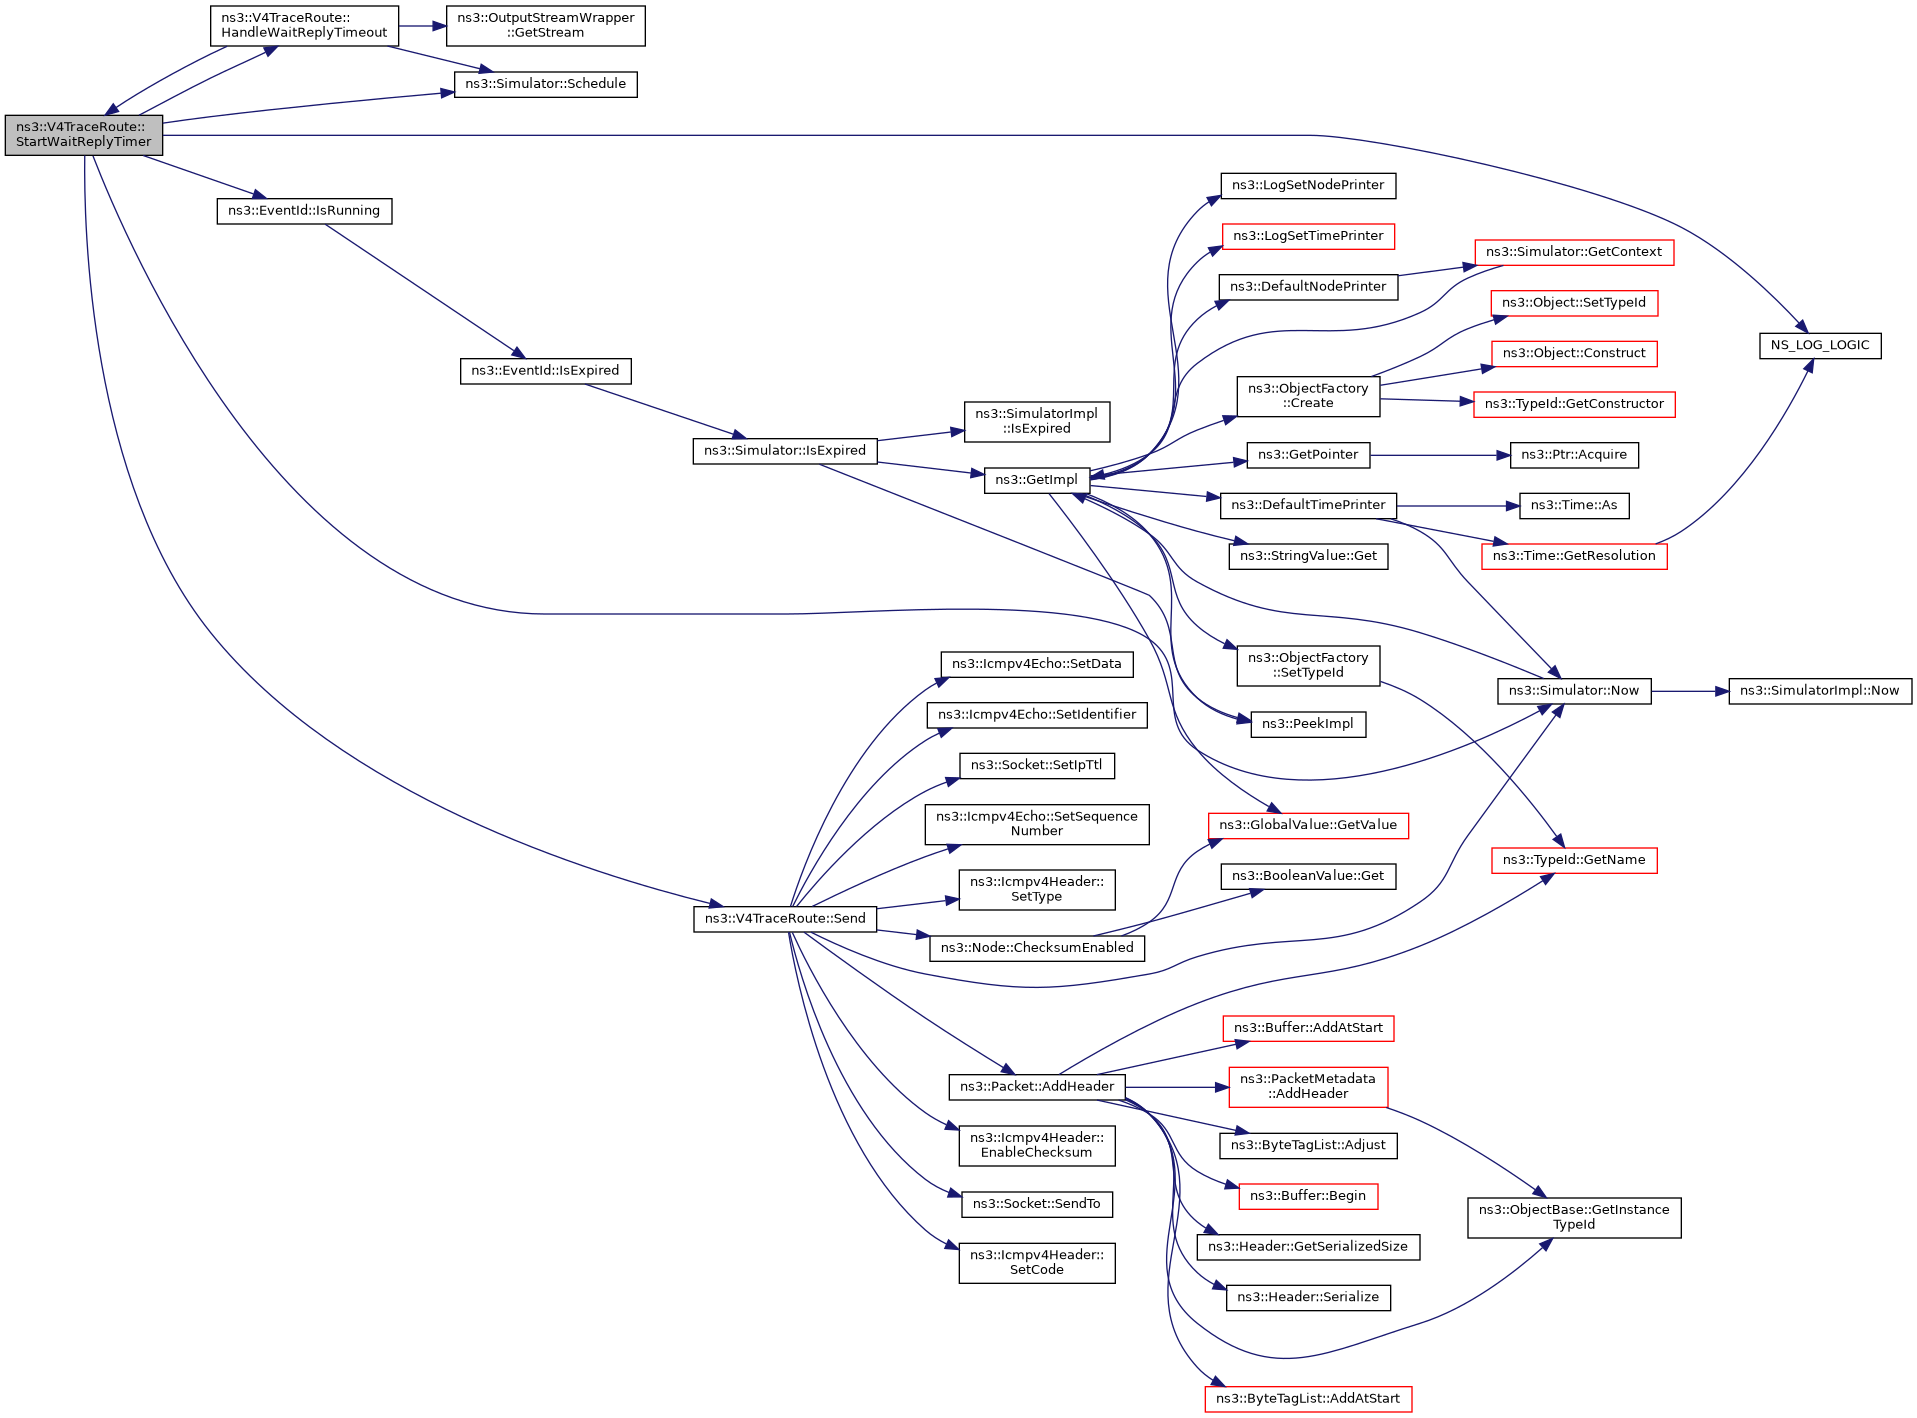 ns3::V4TraceRoute::
HandleWaitReplyTimeout
ns3::OutputStreamWrapper
::GetStream
ns3::Simulator::Schedule
ns3::V4TraceRoute::
StartWaitReplyTimer
ns3::EventId::IsRunning
ns3::EventId::IsExpired
ns3::Simulator::IsExpired
ns3::SimulatorImpl
::IsExpired
ns3::GetImpl
ns3::LogSetNodePrinter
ns3::LogSetTimePrinter
ns3::DefaultNodePrinter
ns3::Simulator::GetContext
ns3::Object::SetTypeId
ns3::Object::Construct
ns3::ObjectFactory
::Create
ns3::TypeId::GetConstructor
NS_LOG_LOGIC
ns3::GetPointer
ns3::Ptr::Acquire
ns3::DefaultTimePrinter
ns3::Time::As
ns3::StringValue::Get
ns3::Time::GetResolution
ns3::ObjectFactory
::SetTypeId
ns3::Simulator::Now
ns3::SimulatorImpl::Now
ns3::PeekImpl
ns3::Icmpv4Echo::SetData
ns3::Icmpv4Echo::SetIdentifier
ns3::Socket::SetIpTtl
ns3::Icmpv4Echo::SetSequence
Number
ns3::GlobalValue::GetValue
ns3::TypeId::GetName
ns3::Icmpv4Header::
SetType
ns3::BooleanValue::Get
ns3::V4TraceRoute::Send
ns3::Node::ChecksumEnabled
ns3::Packet::AddHeader
ns3::Buffer::AddAtStart
ns3::PacketMetadata
::AddHeader
ns3::ByteTagList::Adjust
ns3::Icmpv4Header::
EnableChecksum
ns3::Buffer::Begin
ns3::Socket::SendTo
ns3::ObjectBase::GetInstance
TypeId
ns3::Header::GetSerializedSize
ns3::Icmpv4Header::
SetCode
ns3::Header::Serialize
ns3::ByteTagList::AddAtStart